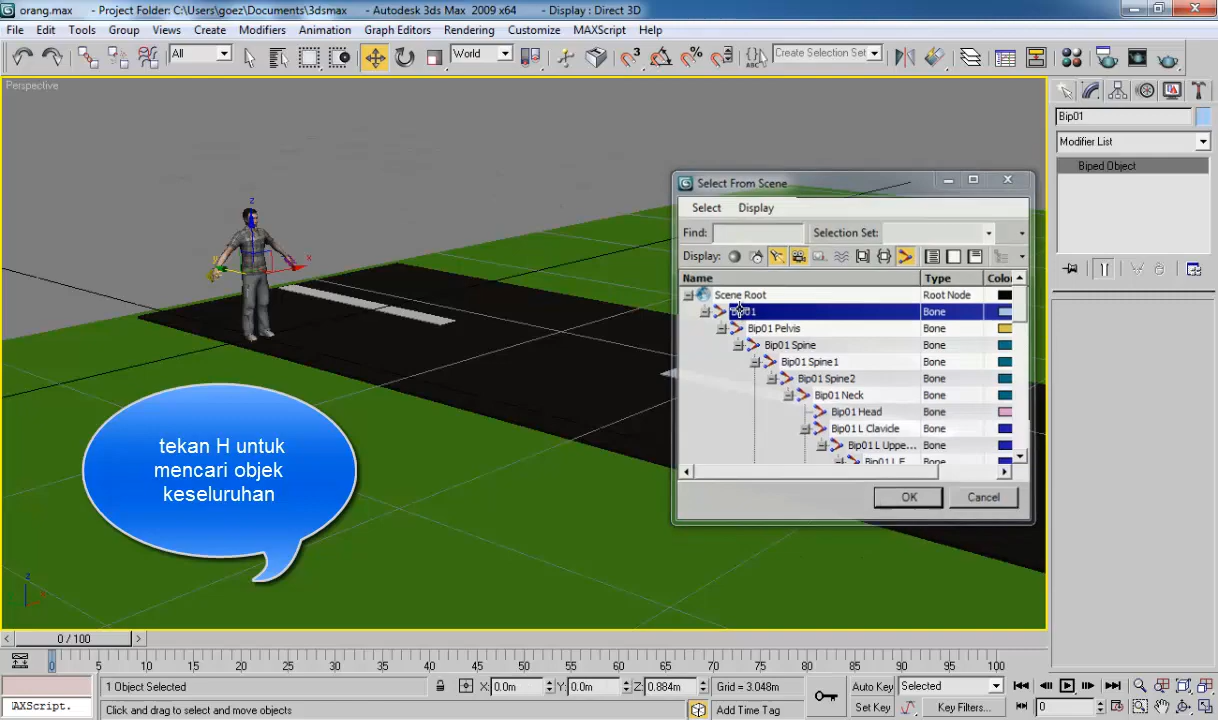 orang.max - Project Folder: C:\Users\goez\Documents\3dsmax - Autodesk 3ds Max 2009 x64 - Display : Direct 3D
File Edit Tools Group Views Create Modifiers Animation Graph Editors Rendering Customize MAXScript Help
All World Create Selection Set
Perspective
Bip01
Modifier List
Biped Object
Select From Scene
Select Display
Find: Selection Set:
Display:
Name Type Color
Scene Root Root Node
Bip01 Bone
Bip01 Pelvis Bone
Bip01 Spine Bone
Bip01 Spine1 Bone
Bip01 Spine2 Bone
Bip01 Neck Bone
Bip01 Head Bone
Bip01 L Clavicle Bone
Bip01 L Uppe... Bone
OK Cancel
z
x
tekan H untuk
mencari objek
keseluruhan
z
0 / 100
0 5 10 15 20 25 30 35 40 45 50 55 60 65 70 75 80 85 90 95 100
1 Object Selected X: 0.0m Y: 0.0m Z: 0.884m Grid = 3.048m Auto Key Selected
AXScript. Click and drag to select and move objects Add Time Tag Set Key Key Filters... 0